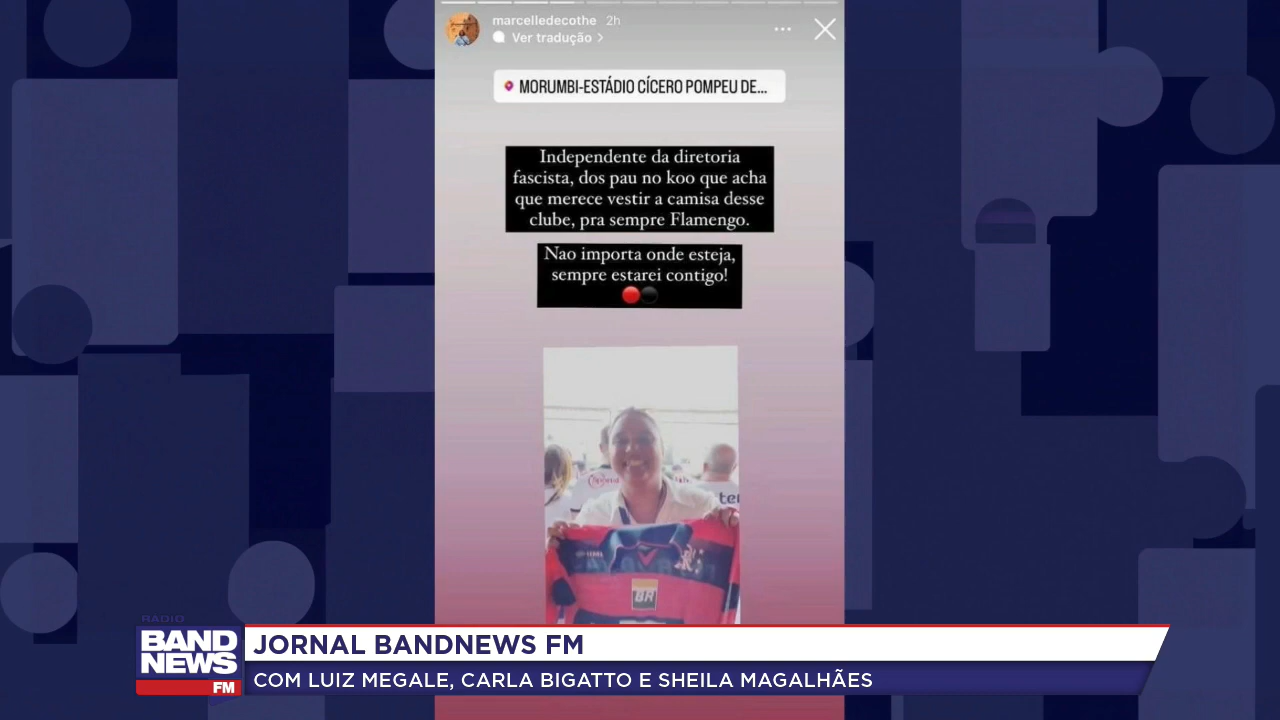 marcelledecothe 2h
Ver tradução >
MORUMBI-ESTÁDIO CÍCERO POMPEU DE...
Independente da diretoria
fascista, dos pau no koo que acha
que merece vestir a camisa desse
clube, pra sempre Flamengo.
Nao importa onde esteja,
sempre estarei contigo!
BR
RÁDIO
BAND
NEWS
FM
JORNAL BANDNEWS FM
COM LUIZ MEGALE, CARLA BIGATTO E SHEILA MAGALHÃES